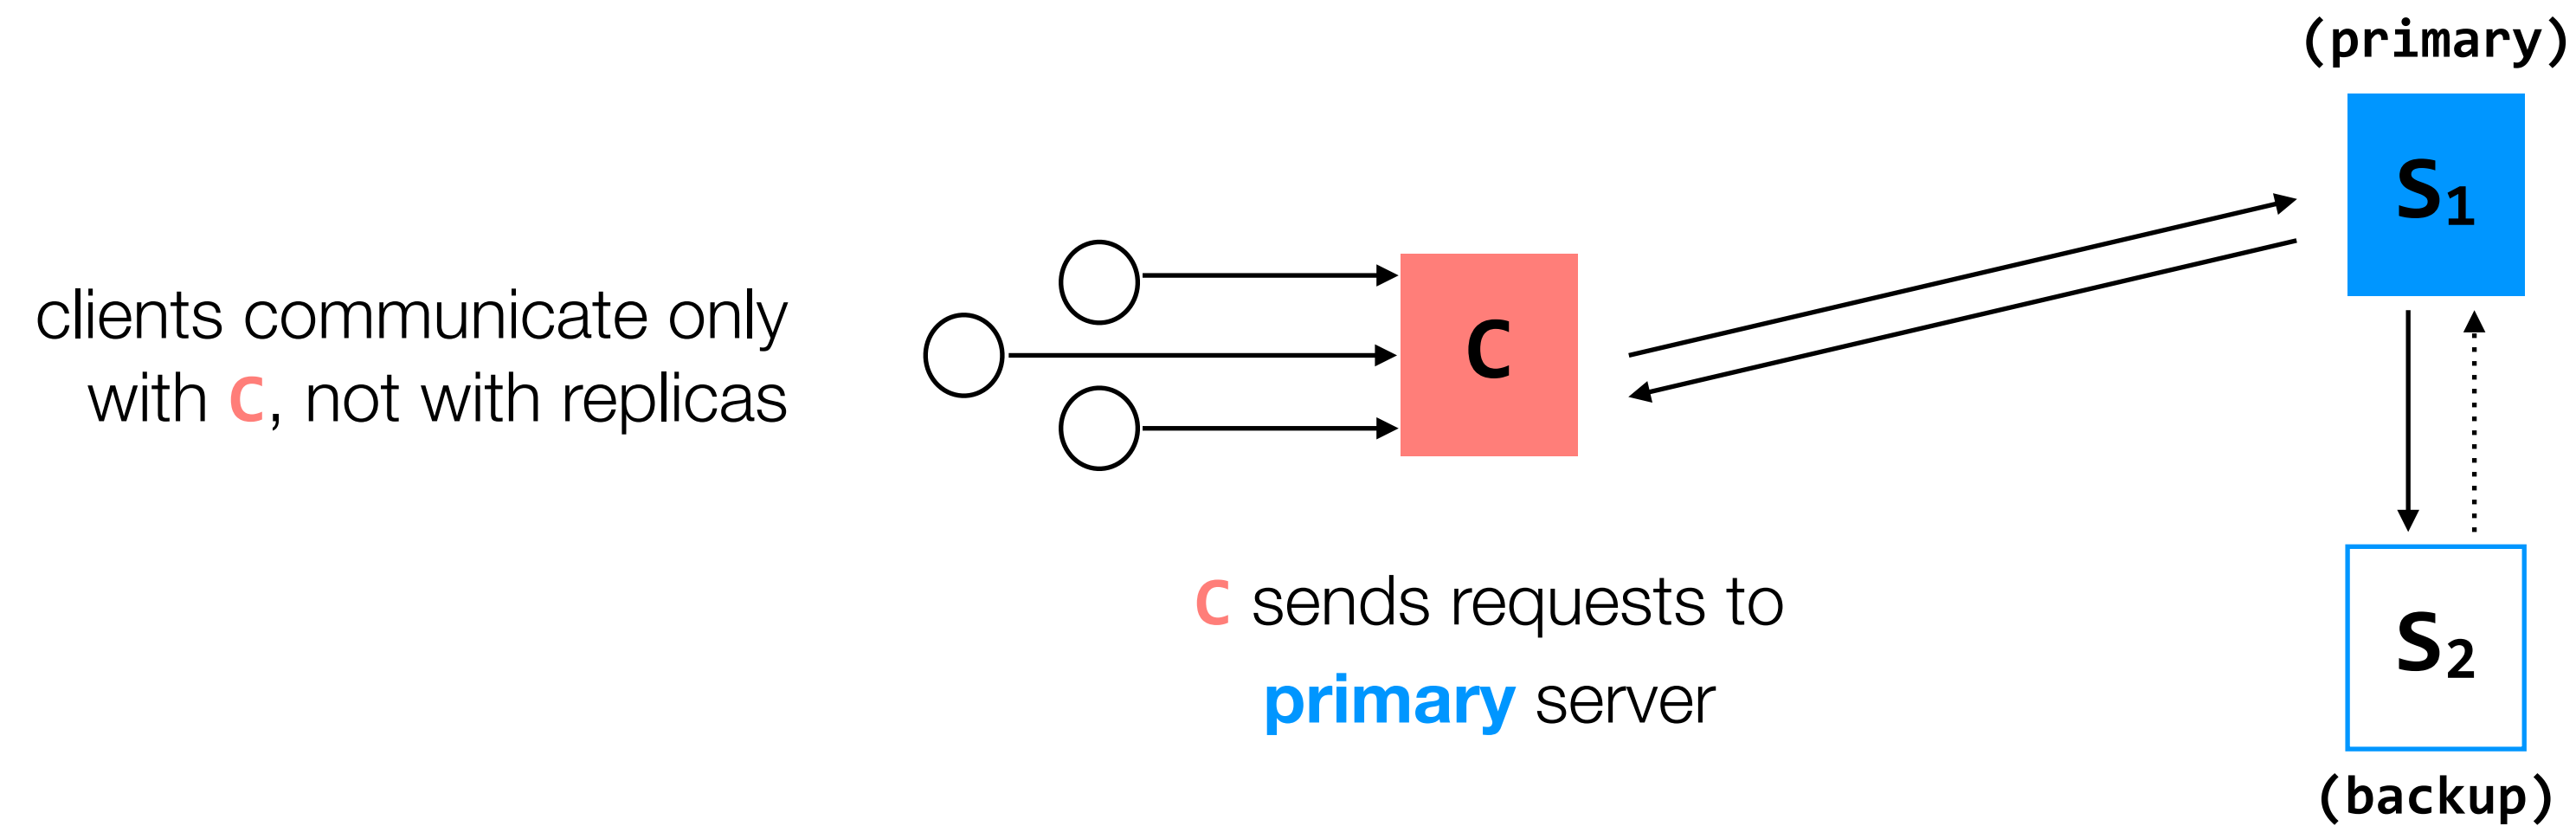 (primary)
S1
clients communicate only
with C, not with replicas
C
C sends requests to
primary server
S2
(backup)